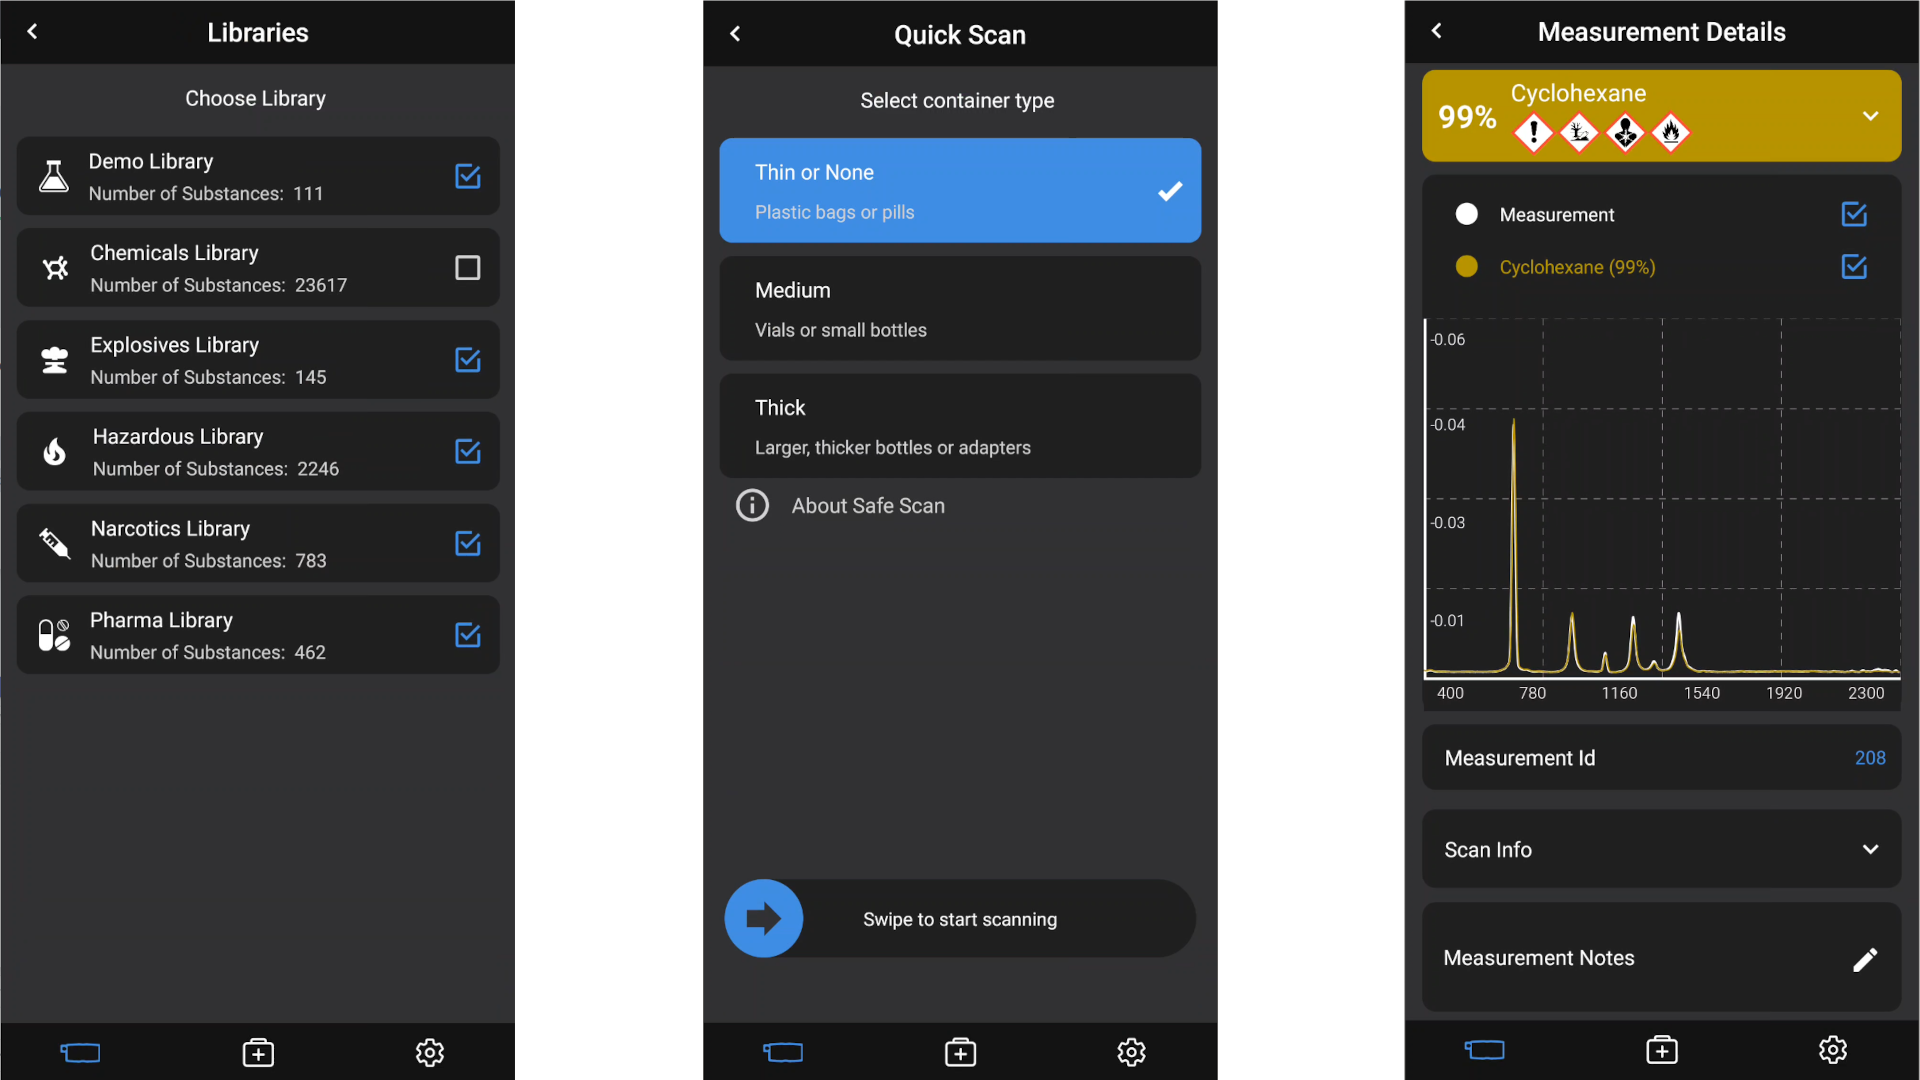 Libraries
Choose Library
Demo Library
Number of Substances: 111
Chemicals Library
Number of Substances: 23617
Explosives Library
Number of Substances: 145
Hazardous Library
Number of Substances: 2246
Narcotics Library
Number of Substances: 783
Pharma Library
Number of Substances: 462
Quick Scan
Select container type
Thin or None
Plastic bags or pills
Medium
Vials or small bottles
Thick
Larger, thicker bottles or adapters
About Safe Scan
Swipe to start scanning
Measurement Details
99%
Cyclohexane
Measurement
Cyclohexane (99%)
-0.06
-0.04
-0.03
-0.01
400 780 1160 1540 1920 2300
Measurement Id 208
Scan Info
Measurement Notes